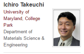 Ichiro Takeuchi
University of
Maryland, College
Park
Department of
Materials Science &
Engineering